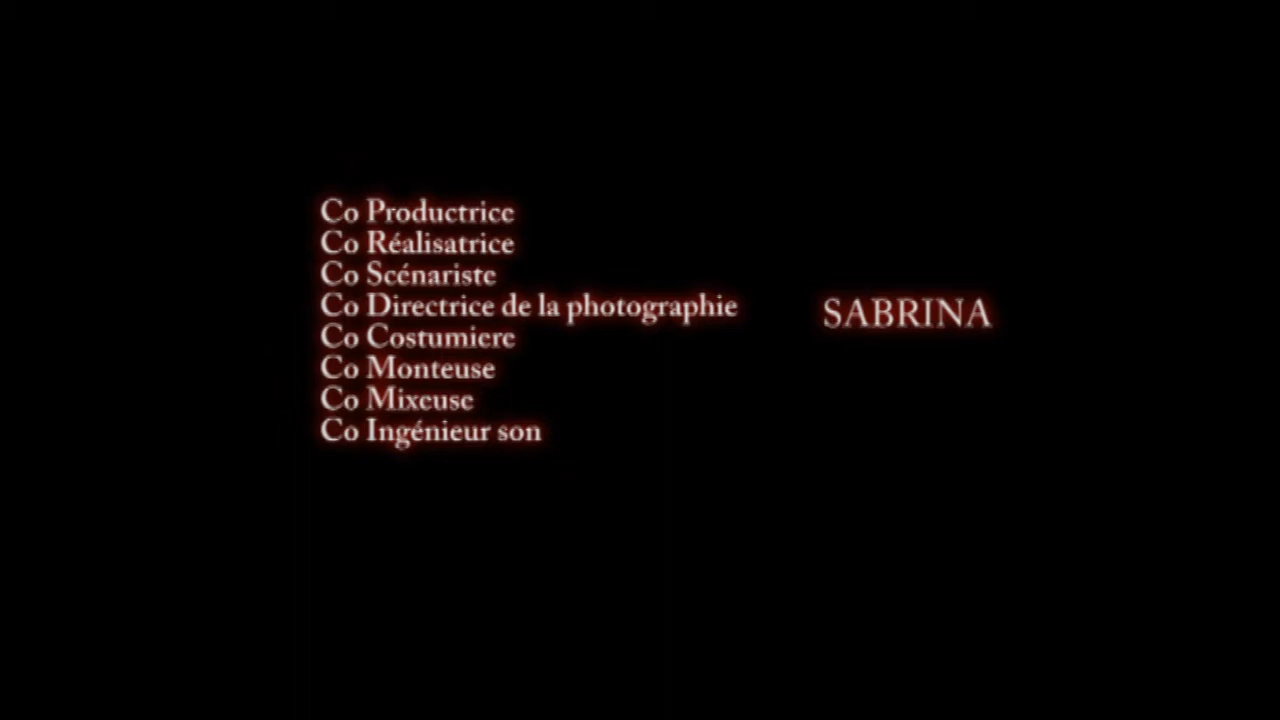 Co Productrice
Co Réalisatrice
Co Scénariste
Co Directrice de la photographie
SABRINA
Co Costumiere
Co Monteuse
Co Mixeuse
Co Ingénieur son